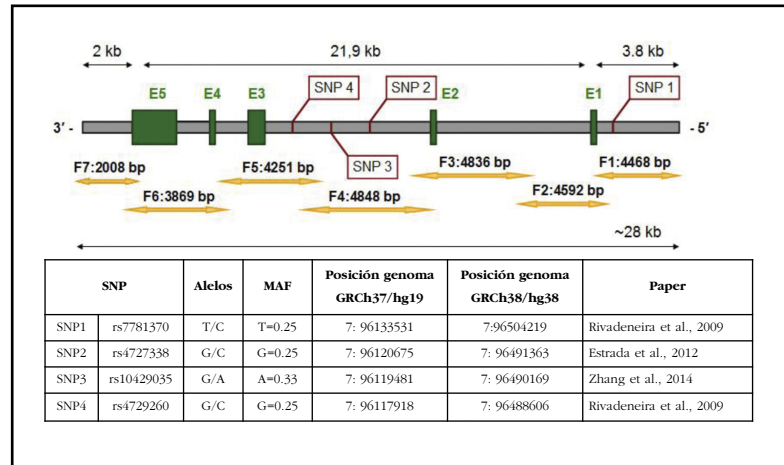 2 kb 21,9 kb 3.8 kb
E5 E4 E3 SNP 4 SNP 2 E2 E1 SNP 1
3’ - - 5’
SNP 3
F7:2008 bp F5:4251 bp F3:4836 bp F1:4468 bp
F6:3869 bp F4:4848 bp F2:4592 bp
~28 kb
SNP Alelos MAF Posición genoma GRCh37/hg19 Posición genoma GRCh38/hg38 Paper
SNP1 rs7781370 T/C T=0.25 7: 96133531 7:96504219 Rivadeneira et al., 2009
SNP2 rs4727338 G/C G=0.25 7: 96120675 7: 96491363 Estrada et al., 2012
SNP3 rs10429035 G/A A=0.33 7: 96119481 7: 96490169 Zhang et al., 2014
SNP4 rs4729260 G/C G=0.25 7: 96117918 7: 96488606 Rivadeneira et al., 2009